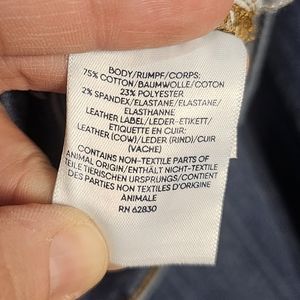 BODY/RUMPF/CORPS:
75% COTTON/BAUMWOLLE/COTON
23% POLYESTER
2% SPANDEX/ELASTANE/ELASTANE/
ELASTHANNE
LEATHER LABEL/LEDER-ETIKETT/
ETIQUETTE EN CUIR:
LEATHER (COW)/LEDER (RIND)/CUIR
(VACHE)
CONTAINS NON-TEXTILE PARTS OF
ANIMAL ORIGIN/ENTHÄLT NICHT-TEXTILE
TEILE TIERISCHEN URSPRUNGS/CONTIENT
DES PARTIES NON TEXTILES D'ORIGINE
ANIMALE
RN 62830